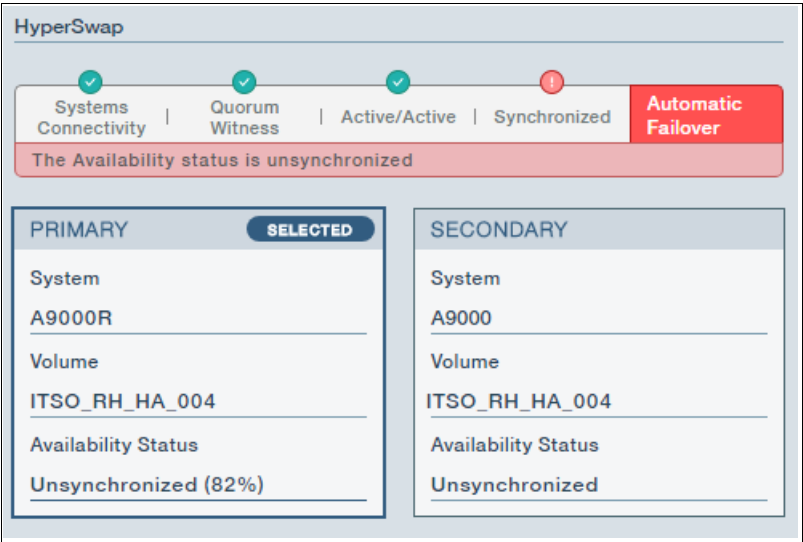 HyperSwap
Systems Connectivity | Quorum Witness | Active/Active | Synchronized
Automatic Failover
The Availability status is unsynchronized
PRIMARY SELECTED
System
A9000R
Volume
ITSO_RH_HA_004
Availability Status
Unsynchronized (82%)
SECONDARY
System
A9000
Volume
ITSO_RH_HA_004
Availability Status
Unsynchronized